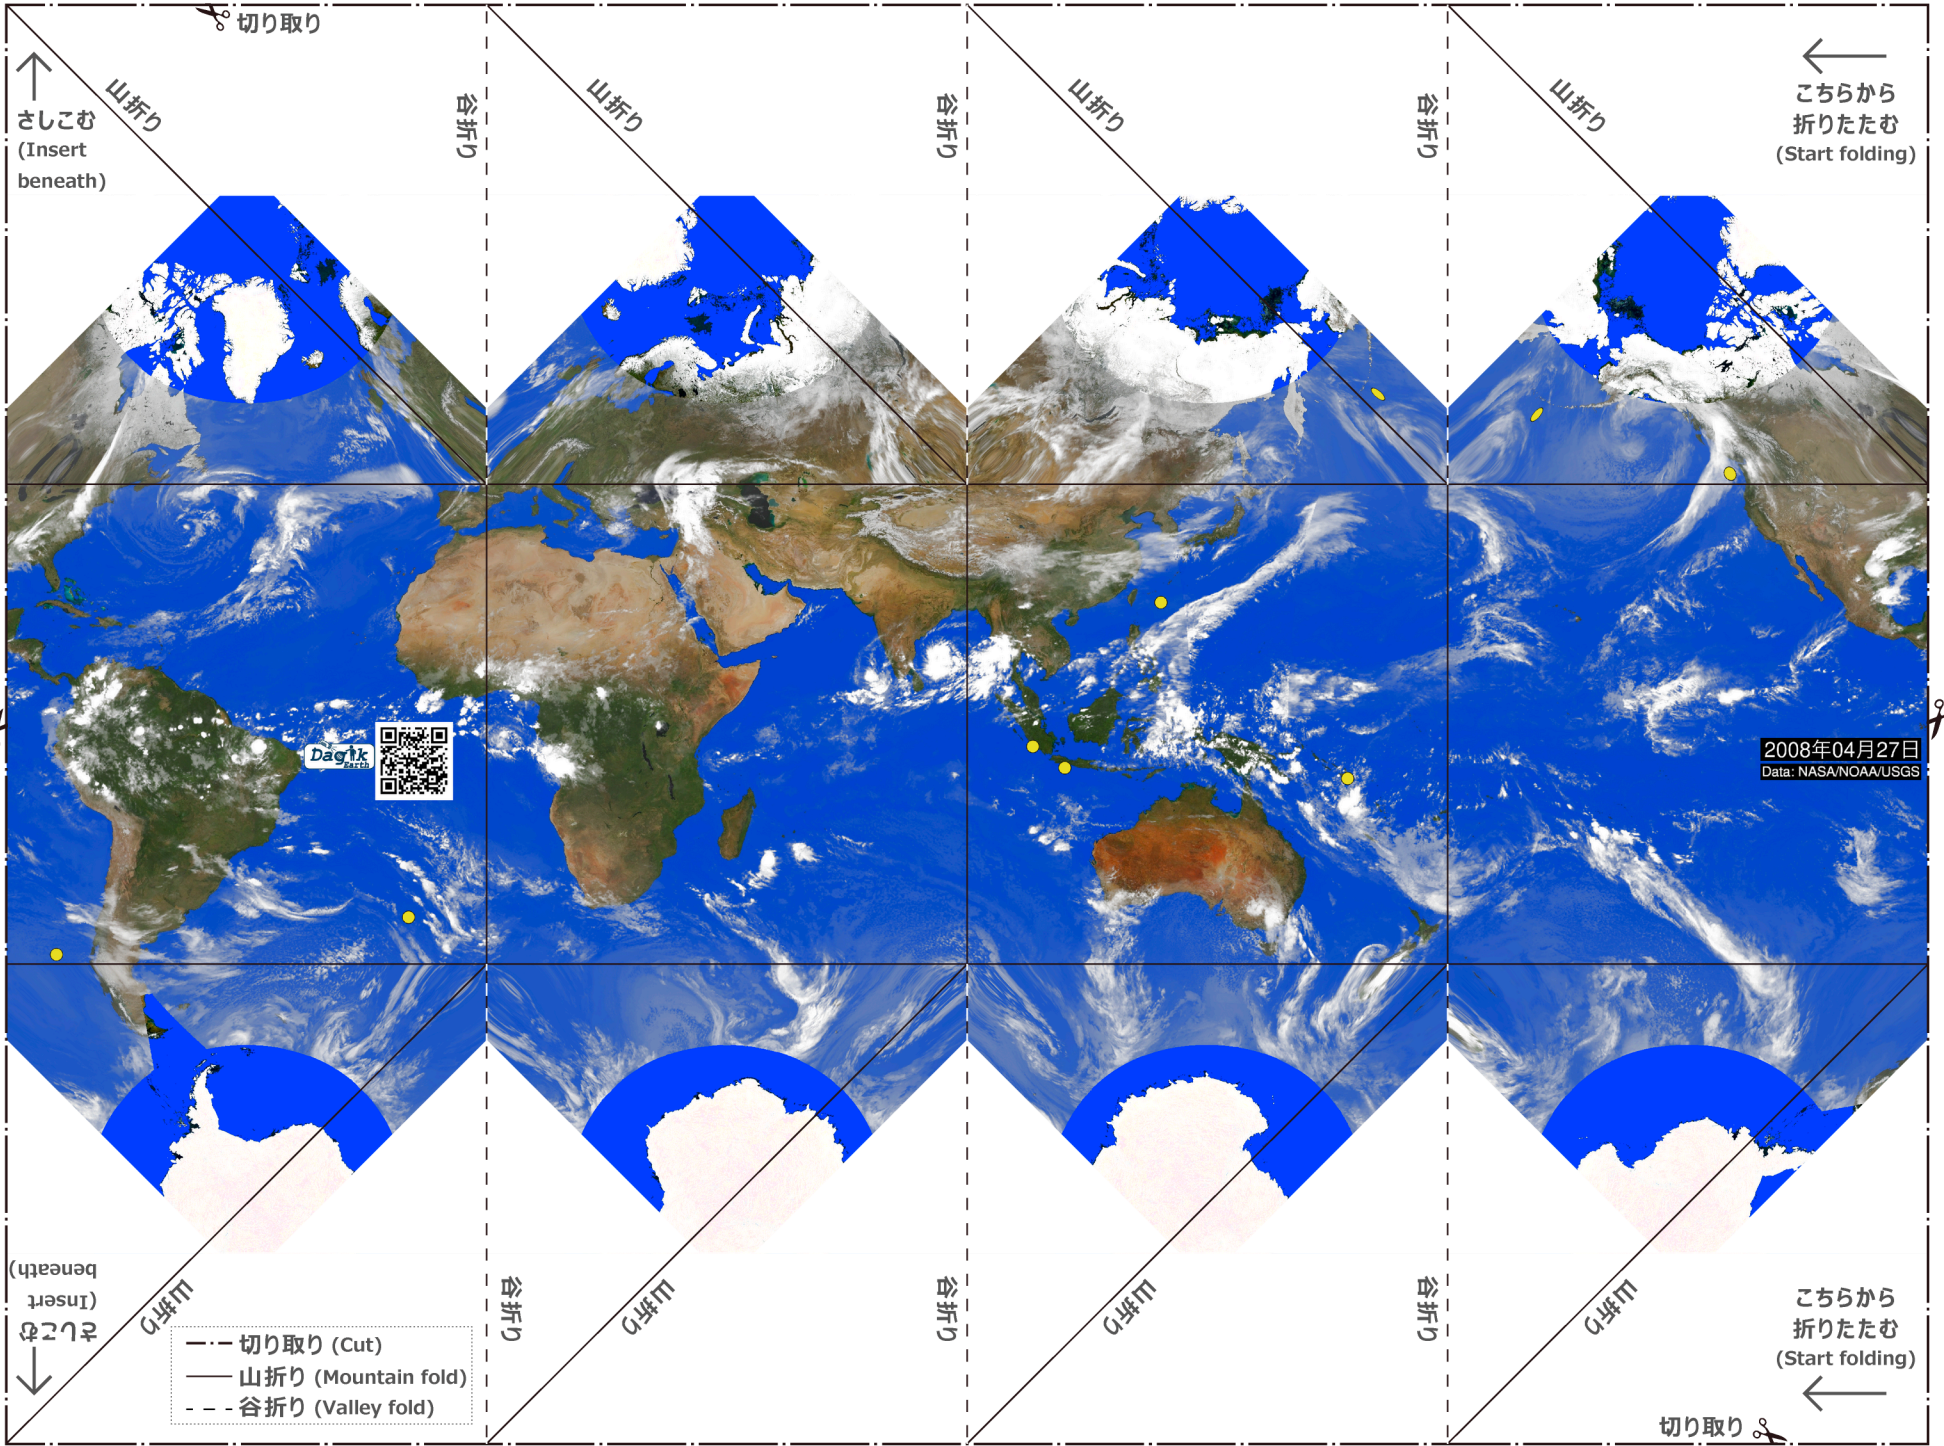 切り取り
山折り
谷折り
山折り
谷折り
山折り
谷折り
山折り
さしこむ
(Insert
beneath)
こちらから
折りたたむ
(Start folding)
Dagik
Earth
2008年04月27日
Data: NASA/NOAA/USGS
さしこむ
(Insert
beneath)
山折り
谷折り
山折り
谷折り
山折り
谷折り
山折り
切り取り (Cut)
山折り (Mountain fold)
谷折り (Valley fold)
こちらから
折りたたむ
(Start folding)
切り取り